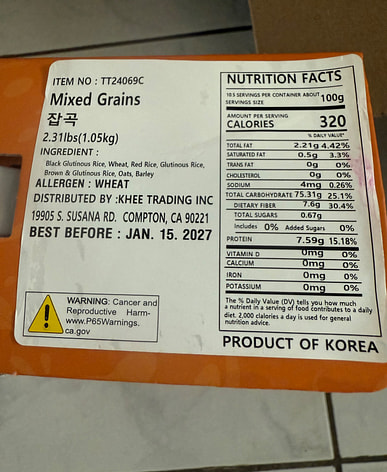 ITEM NO : TT24069C
Mixed Grains
잡곡
2.31lbs(1.05kg)
INGREDIENT :
Black Glutinous Rice, Wheat, Red Rice, Glutinous Rice,
Brown & Glutinous Rice, Oats, Barley
ALLERGEN : WHEAT
DISTRIBUTED BY :KHEE TRADING INC
19905 S. SUSANA RD. COMPTON, CA 90221
BEST BEFORE : JAN. 15. 2027
WARNING: Cancer and
Reproductive Harm-
www.P65Warnings.
ca.gov
NUTRITION FACTS
10.5 SERVINGS PER CONTAINER ABOUT
SERVINGS SIZE 100g
AMOUNT PER SERVING
CALORIES 320
% DAILY VALUE*
TOTAL FAT 2.21g 4.42%
SATURATED FAT 0.5g 3.3%
TRANS FAT 0g 0%
CHOLESTEROL 0g 0%
SODIUM 4mg 0.26%
TOTAL CARBOHYDRATE 75.31g 25.1%
DIETARY FIBER 7.6g 30.4%
TOTAL SUGARS 0.67g
Includes 0% Added Sugars 0%
PROTEIN 7.59g 15.18%
VITAMIN D 0mg 0%
CALCIUM 0mg 0%
IRON 0mg 0%
POTASSIUM 0mg 0%
The % Daily Value (DV) tells you how much
a nutrient in a serving of food contributes to a daily
diet. 2,000 clalories a day is used for general
nutrition advice.
PRODUCT OF KOREA